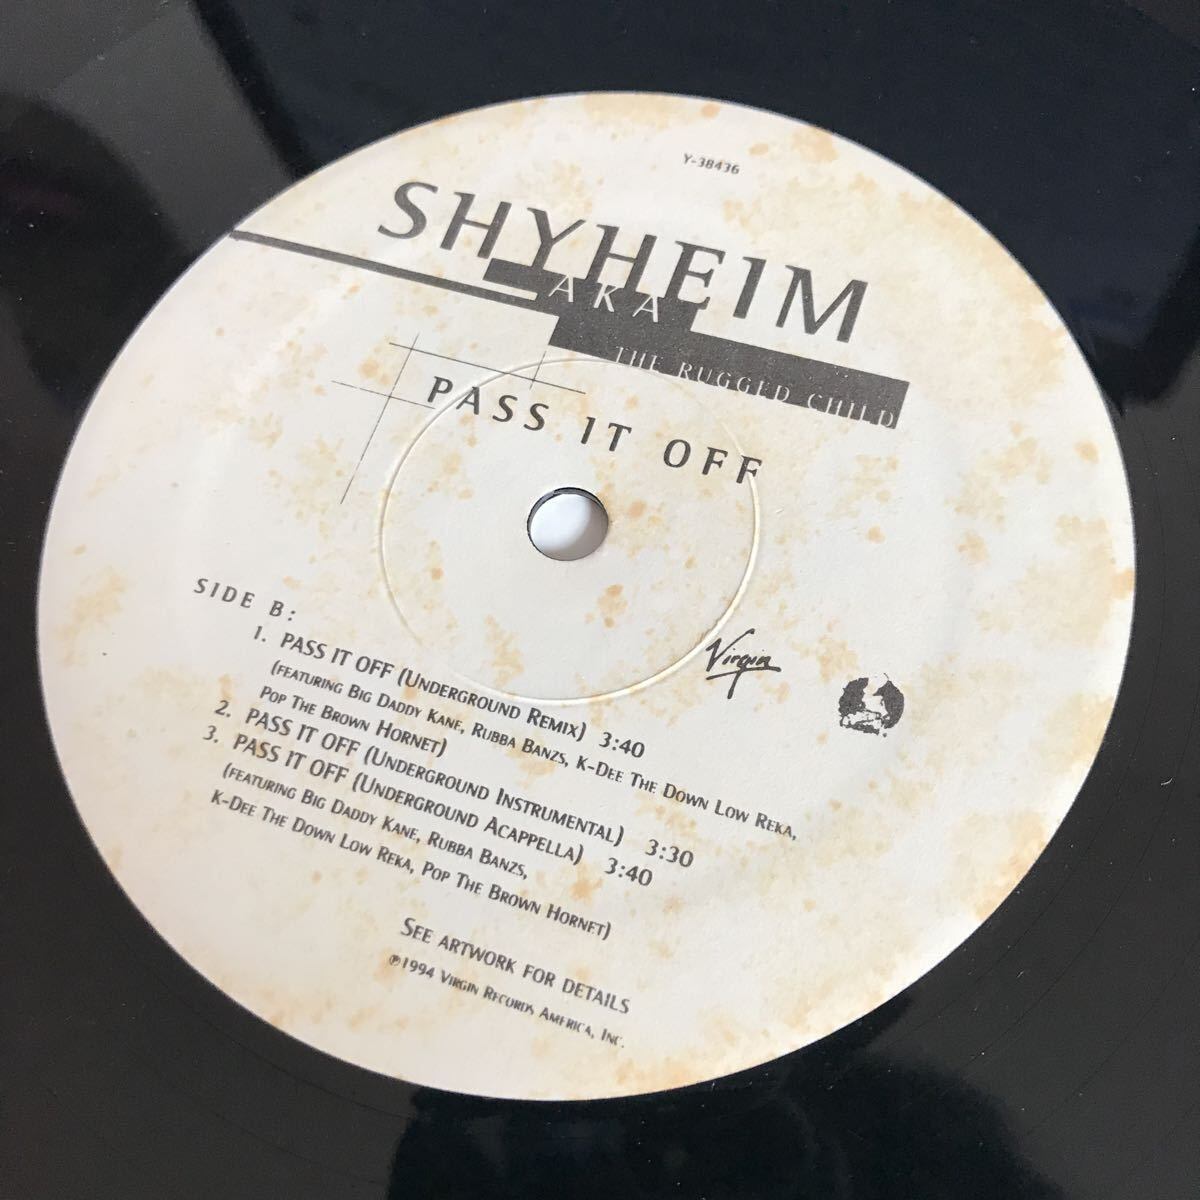 Y-38436
SHYHEIM
AKA
THE RUGGED CHILD
PASS IT OFF
SIDE B:
1. PASS IT OFF (UNDERGROUND REMIX) 3:40
(FEATURING BIG DADDY KANE, RUBBA BANZS, K-DEE THE DOWN LOW REKA,
POP THE BROWN HORNET)
2. PASS IT OFF (UNDERGROUND INSTRUMENTAL) 3:30
3. PASS IT OFF (UNDERGROUND ACAPPELLA) 3:40
(FEATURING BIG DADDY KANE, RUBBA BANZS,
K-DEE THE DOWN LOW REKA, POP THE BROWN HORNET)
Virgin
SEE ARTWORK FOR DETAILS
℗1994 VIRGIN RECORDS AMERICA, INC.